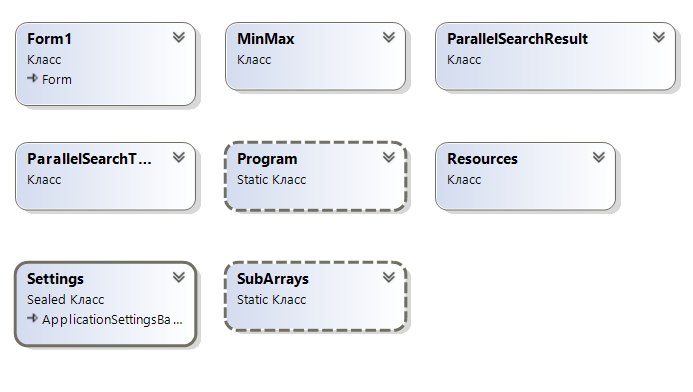 Form1
Класс
Form
MinMax
Класс
ParallelSearchResult
Класс
ParallelSearchT...
Класс
Program
Static Класс
Resources
Класс
Settings
Sealed Класс
ApplicationSettingsBa...
SubArrays
Static Класс